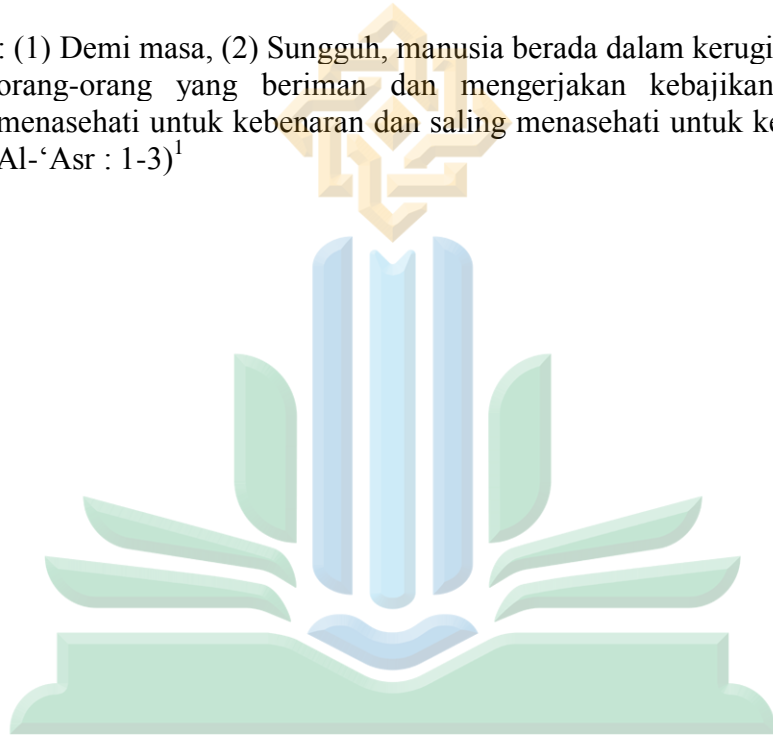 : (1) Demi masa, (2) Sungguh, manusia berada dalam kerugi
orang-orang yang beriman dan mengerjakan kebajikan
menasehati untuk kebenaran dan saling menasehati untuk ke
Al-‘Asr : 1-3)¹